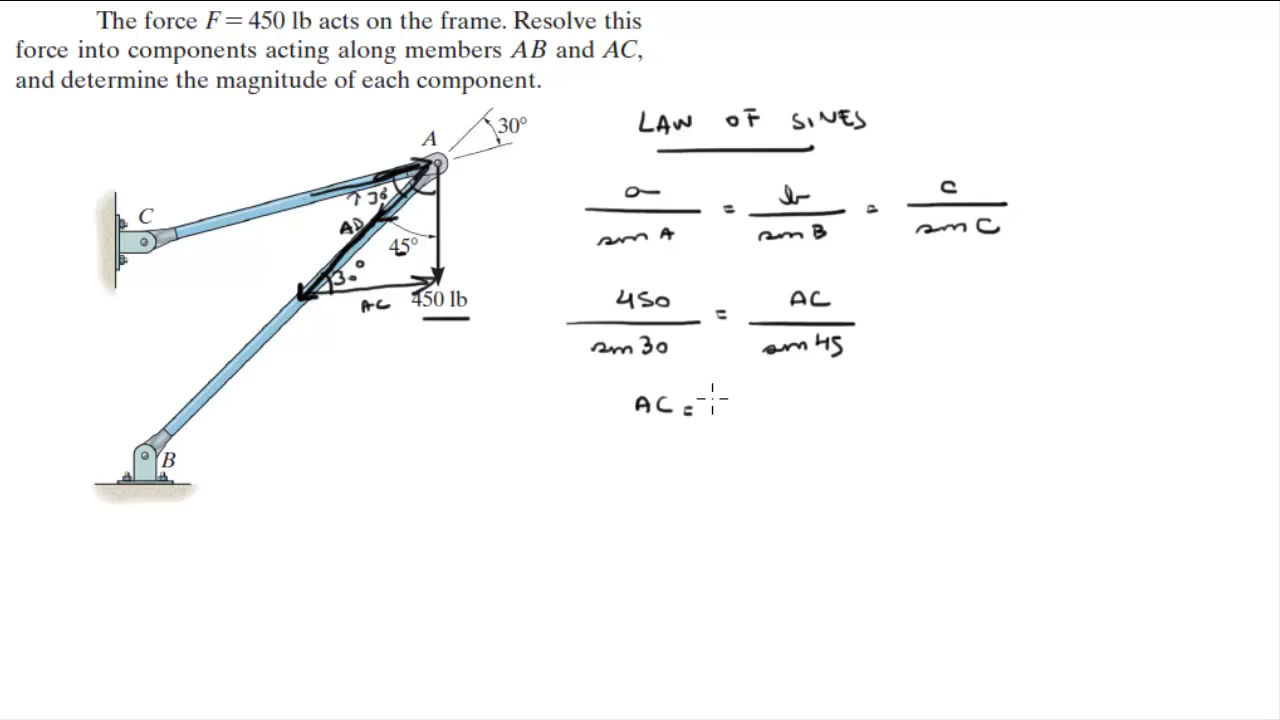 The force F = 450 lb acts on the frame. Resolve this
force into components acting along members AB and AC,
and determine the magnitude of each component.
30°
A
C
30°
AB
45°
30°
AC
450 lb
B
LAW OF SINES
a/sin A = b/sin B = c/sin C
450/sin 30 = AC/sin 45
AC =